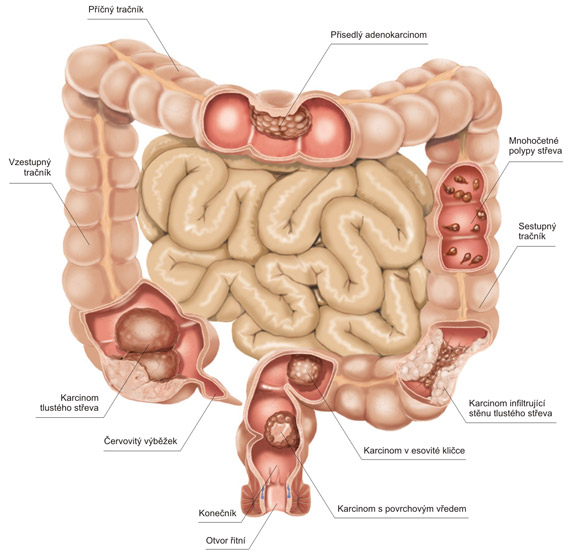 Příčný tračník
Přisedlý adenokarcinom
Mnohočetné
polypy střeva
Vzestupný
tračník
Sestupný
tračník
Karcinom
tlustého střeva
Karcinom infiltrující
stěnu tlustého střeva
Červovitý výběžek
Karcinom v esovité kličce
Konečník
Karcinom s povrchovým vředem
Otvor řitní